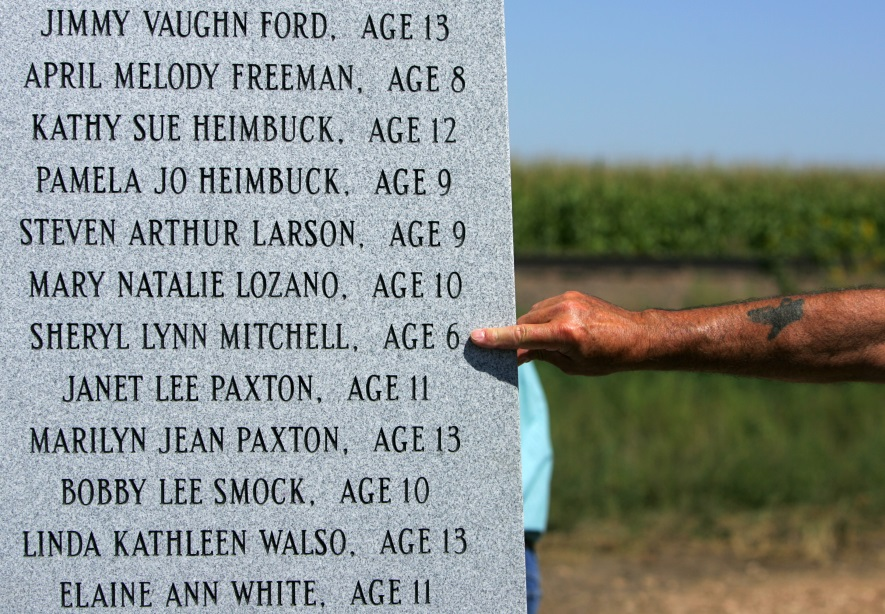 JIMMY VAUGHN FORD, AGE 13
APRIL MELODY FREEMAN, AGE 8
KATHY SUE HEIMBUCK, AGE 12
PAMELA JO HEIMBUCK, AGE 9
STEVEN ARTHUR LARSON, AGE 9
MARY NATALIE LOZANO, AGE 10
SHERYL LYNN MITCHELL, AGE 6
JANET LEE PAXTON, AGE 11
MARILYN JEAN PAXTON, AGE 13
BOBBY LEE SMOCK, AGE 10
LINDA KATHLEEN WALSO, AGE 13
ELAINE ANN WHITE, AGE 11